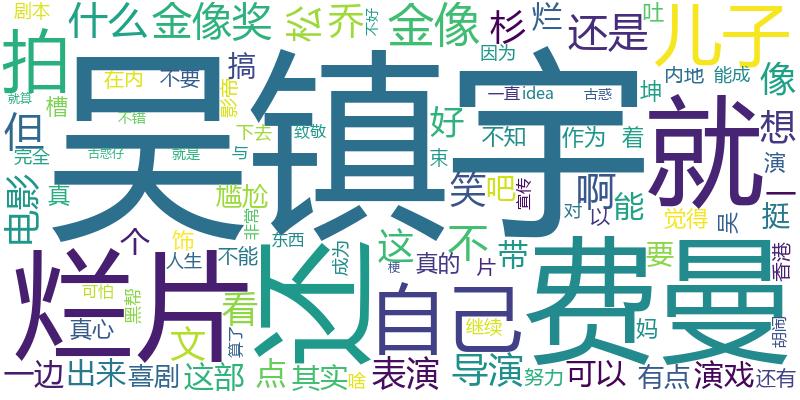 剧本
什么
金像奖
松
乔
不好
金像
杉
烂
还是
吐
儿子
拍
吴镇宇
因为
在内
不要
搞
影帝
内地
能成
像
就算
槽
一直
idea
古惑
坤
但
不错
下去
致敬
好
不知
作为
着
就
想
完全
古惑仔
就是
与
束
演
电影
真
尴尬
笑
吧
宣传
啊
能
觉得
吴
挺
一
非常
对
以
个
饰
东西
这
不
带
要
香港
烂片
人生
不能
还
成为
梗
真的
片
费曼
可怕
黑帮
看
自己
真心
文
算了
继续
妈
胡闹
一边
出来
喜剧
这部
点
其实
啥
表演
导演
努力
可以
有点
演戏
还有